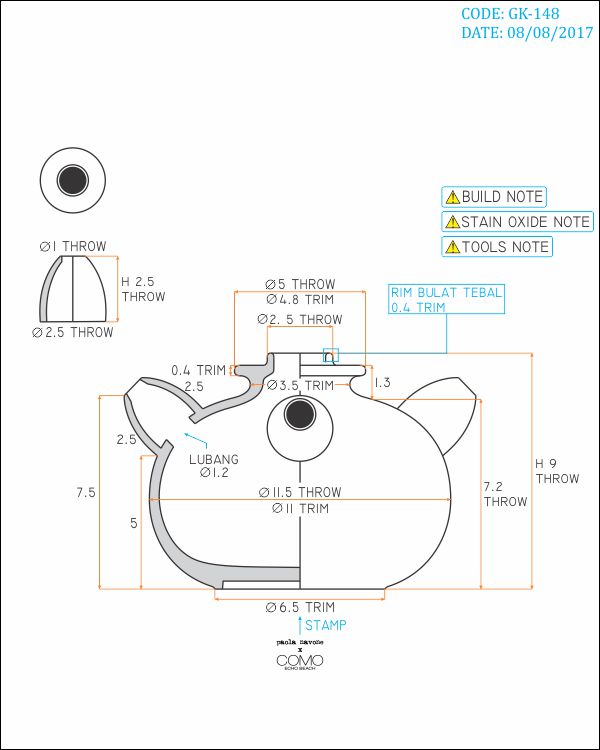 CODE: GK-148
DATE: 08/08/2017
BUILD NOTE
STAIN OXIDE NOTE
TOOLS NOTE
Ø1 THROW
H 2.5
THROW
Ø2.5 THROW
Ø5 THROW
Ø4.8 TRIM
Ø2.5 THROW
RIM BULAT TEBAL
0.4 TRIM
0.4 TRIM
2.5
Ø3.5 TRIM
1.3
2.5
LUBANG
Ø1.2
H 9
THROW
7.5
5
Ø11.5 THROW
Ø11 TRIM
7.2
THROW
Ø6.5 TRIM
STAMP
paola navone
x
COMO
ECHO BEACH